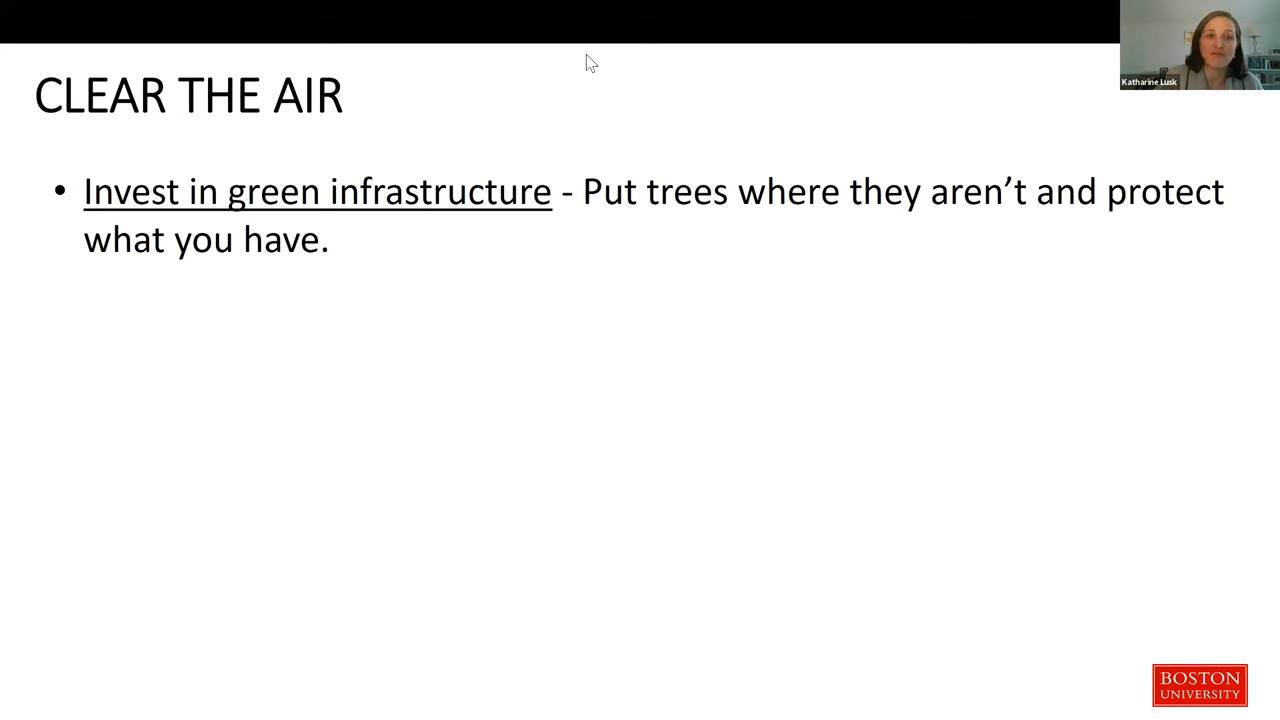 Katharine Lusk
CLEAR THE AIR
• Invest in green infrastructure - Put trees where they aren’t and protect
what you have.
BOSTON
UNIVERSITY